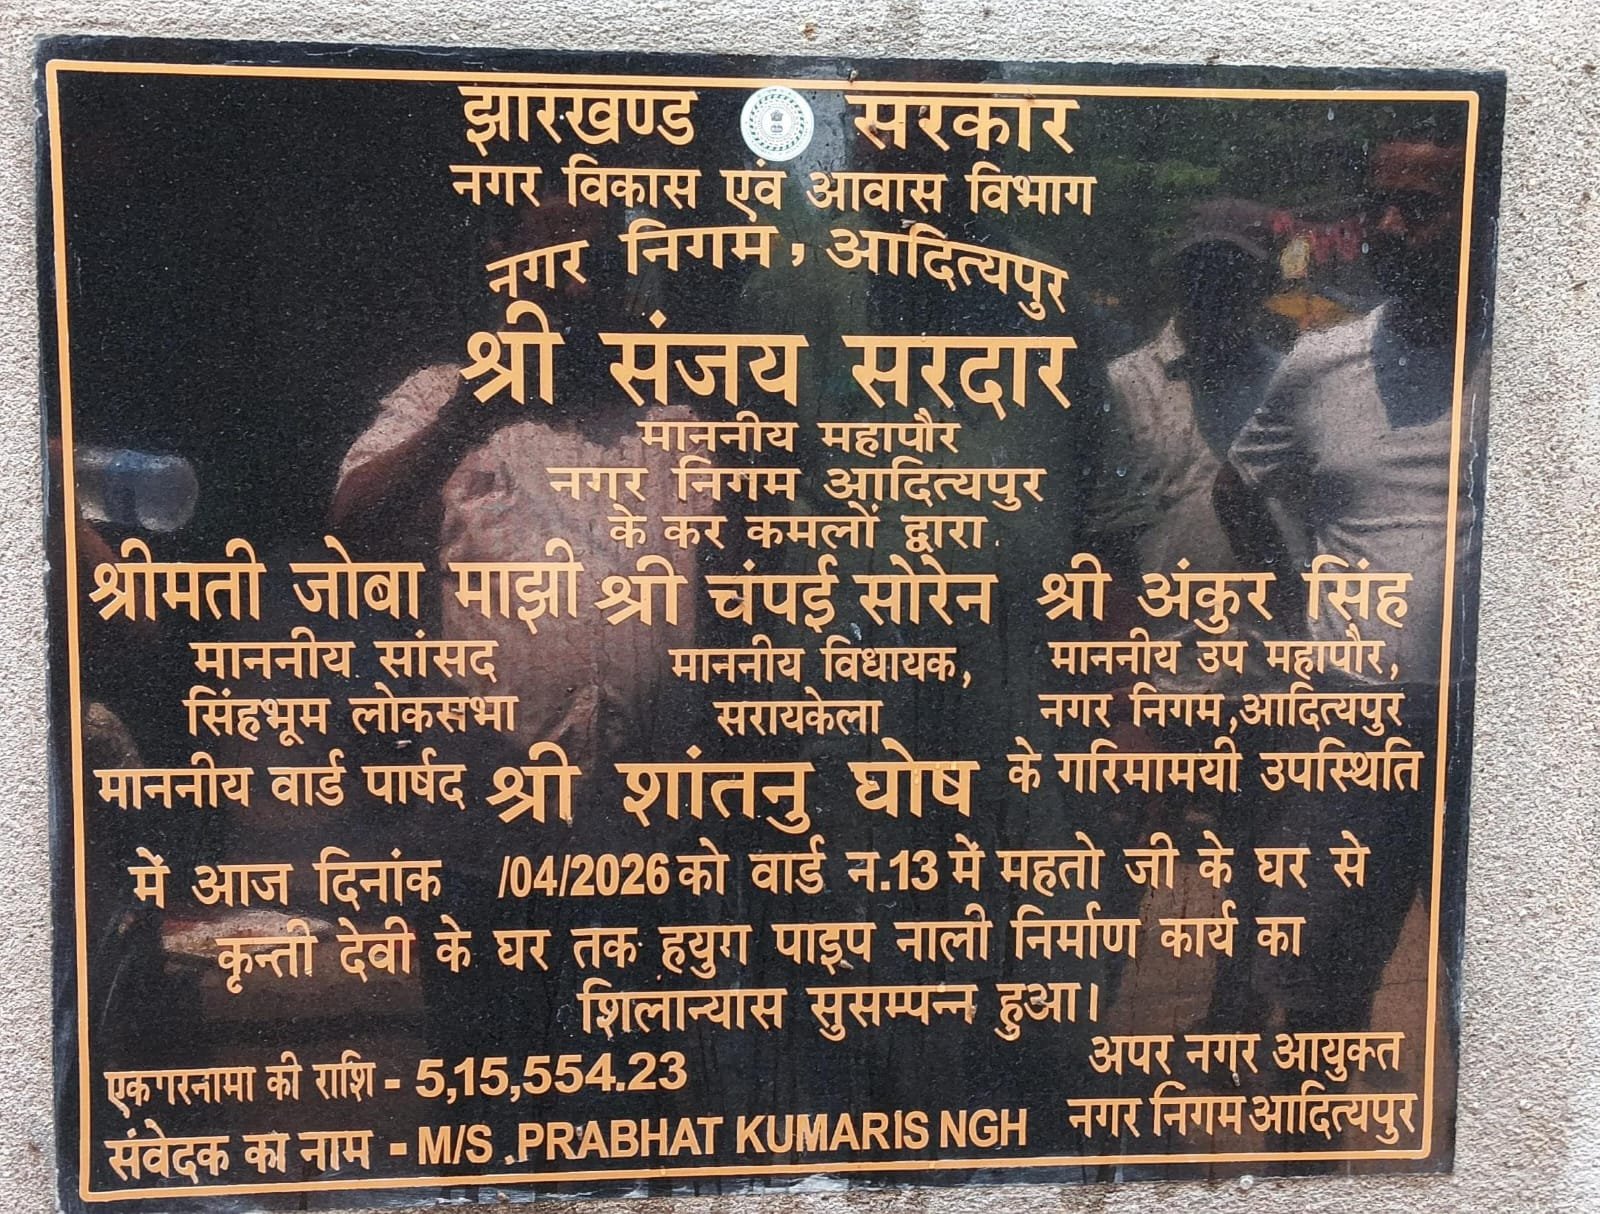 झारखण्ड सरकार
नगर विकास एवं आवास विभाग
नगर निगम, आदित्यपुर
श्री संजय सरदार
माननीय महापौर
नगर निगम आदित्यपुर
के कर कमलों द्वारा
श्रीमती जोबा माझी श्री चंपई सोरेन श्री अंकुर सिंह
माननीय सांसद माननीय विधायक, माननीय उप महापौर,
सिंहभूम लोकसभा सरायकेला नगर निगम,आदित्यपुर
माननीय वार्ड पार्षद श्री शांतनु घोष के गरिमामयी उपस्थिति
में आज दिनांक /04/2026 को वार्ड न.13 में महतो जी के घर से
कृन्ती देवी के घर तक हयुग पाइप नाली निर्माण कार्य का
शिलान्यास सुसम्पन्न हुआ।
एकरारनामा की राशि - 5,15,554.23
संवेदक का नाम - M/S .PRABHAT KUMARIS NGH
अपर नगर आयुक्त
नगर निगम आदित्यपुर